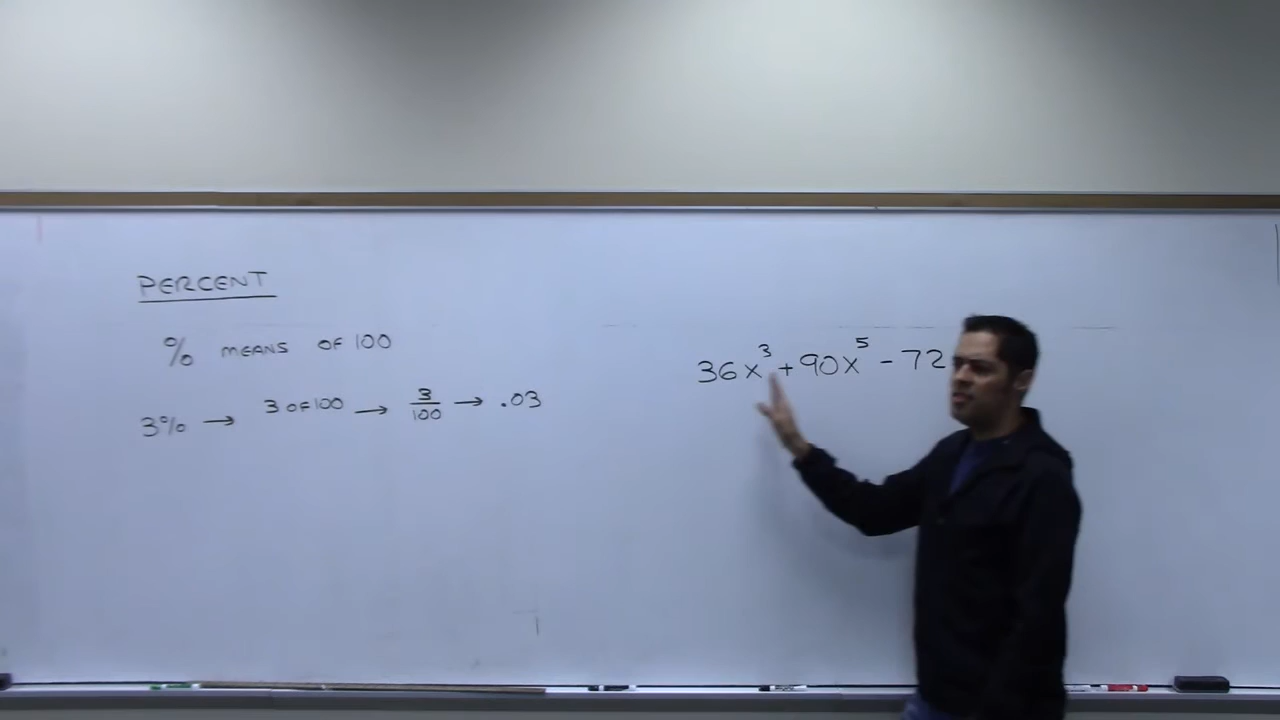 PERCENT
% MEANS OF 100
3% → 3 OF 100 → 3/100 → .03
36x³ + 90x⁵ - 72